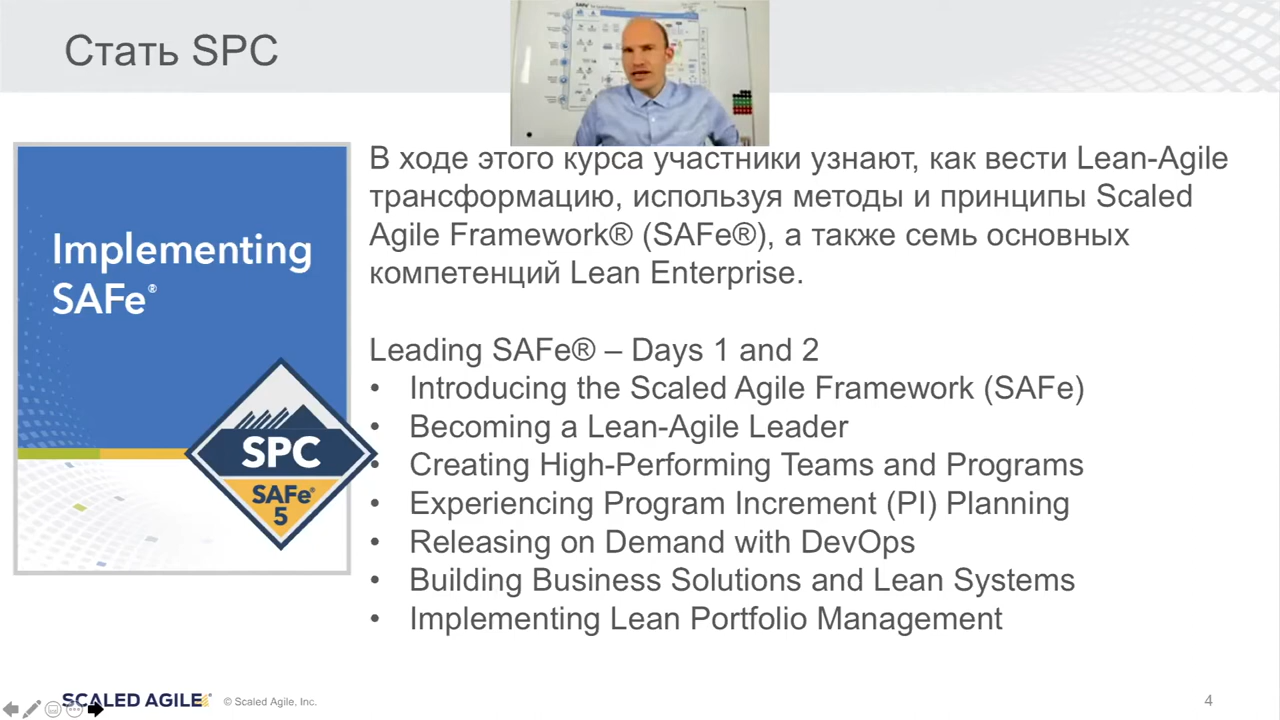 Стать SPC
В ходе этого курса участники узнают, как вести Lean-Agile
трансформацию, используя методы и принципы Scaled
Agile Framework® (SAFe®), а также семь основных
компетенций Lean Enterprise.
Implementing
SAFe®
SPC
SAFe®
5
Leading SAFe® – Days 1 and 2
• Introducing the Scaled Agile Framework (SAFe)
• Becoming a Lean-Agile Leader
• Creating High-Performing Teams and Programs
• Experiencing Program Increment (PI) Planning
• Releasing on Demand with DevOps
• Building Business Solutions and Lean Systems
• Implementing Lean Portfolio Management
SCALED AGILE
© Scaled Agile, Inc.
4